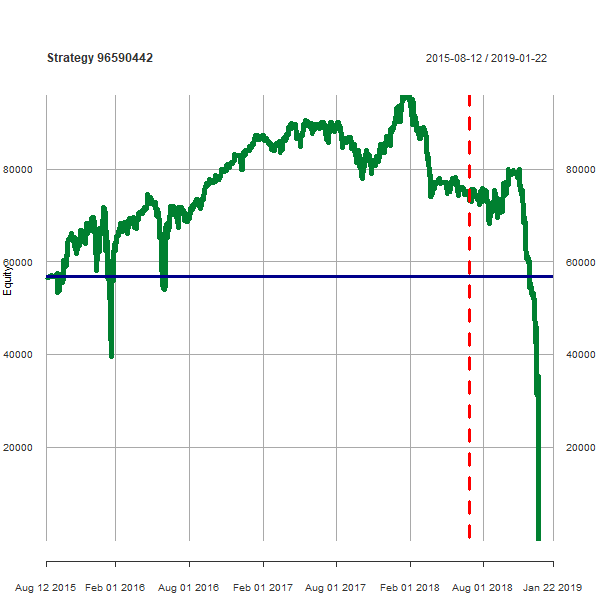 Strategy 96590442
2015-08-12 / 2019-01-22
80000 80000
60000 60000
Equity
40000 40000
20000 20000
Aug 12 2015 Feb 01 2016 Aug 01 2016 Feb 01 2017 Aug 01 2017 Feb 01 2018 Aug 01 2018 Jan 22 2019